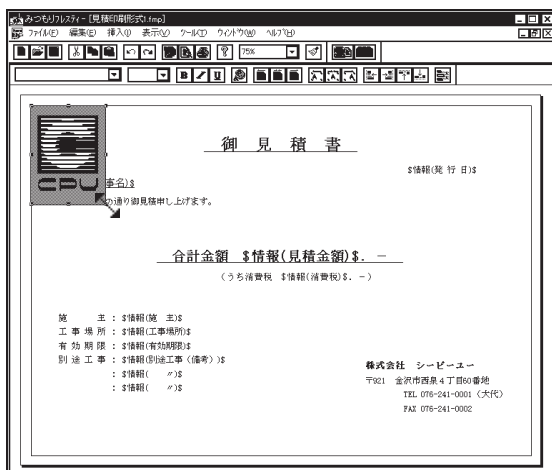 みつもりフレスティ - [見積印刷形式1.fmp]
ファイル(F) 編集(E) 挿入(I) 表示(V) ツール(T) ウィンドウ(W) ヘルプ(H)
75%
B / U
御 見 積 書
$情報(発 行 日)$
CPU
事名)$
の通り御見積申し上げます。
合計金額 $情報(見積金額)$. －
(うち消費税 $情報(消費税)$. －)
施 主 : $情報(施 主)$
工 事 場 所 : $情報(工事場所)$
有 効 期 限 : $情報(有効期限)$
別 途 工 事 : $情報(別途工事（備考）)$
: $情報( 〃)$
: $情報( 〃)$
株式会社 シーピーユー
〒921 金沢市西泉４丁目60番地
TEL 076-241-0001（大代）
FAX 076-241-0002